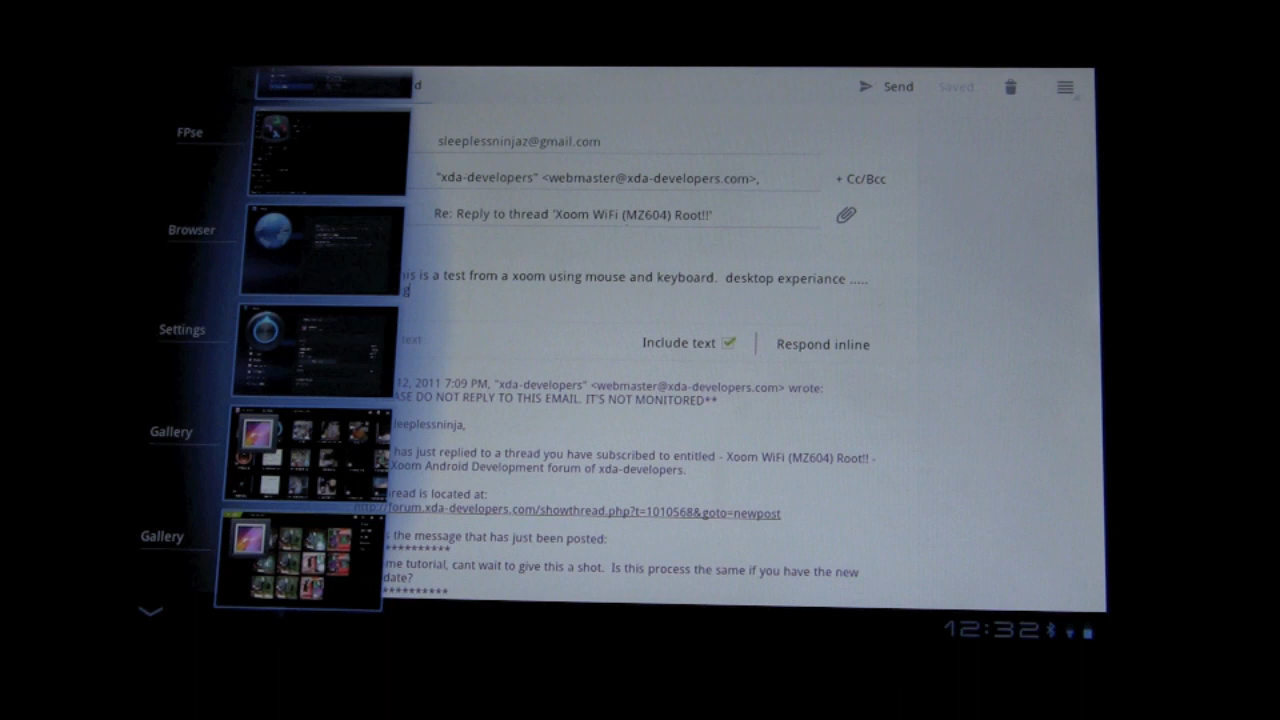 d
Send
Saved
FPse
sleeplessninjaz@gmail.com
"xda-developers" <webmaster@xda-developers.com>,
+ Cc/Bcc
Re: Reply to thread 'Xoom WiFi (MZ604) Root!!'
Browser
is a test from a xoom using mouse and keyboard. desktop experiance .....
g
Settings
text
Include text
Respond inline
12, 2011 7:09 PM, "xda-developers" <webmaster@xda-developers.com> wrote:
ASE DO NOT REPLY TO THIS EMAIL. IT'S NOT MONITORED**
leeplessninja,
Gallery
has just replied to a thread you have subscribed to entitled - Xoom WiFi (MZ604) Root!! -
Xoom Android Development forum of xda-developers.
read is located at:
http://forum.xda-developers.com/showthread.php?t=1010568&goto=newpost
Gallery
s the message that has just been posted:
***********
me tutorial, cant wait to give this a shot. Is this process the same if you have the new
date?
***********
12:32